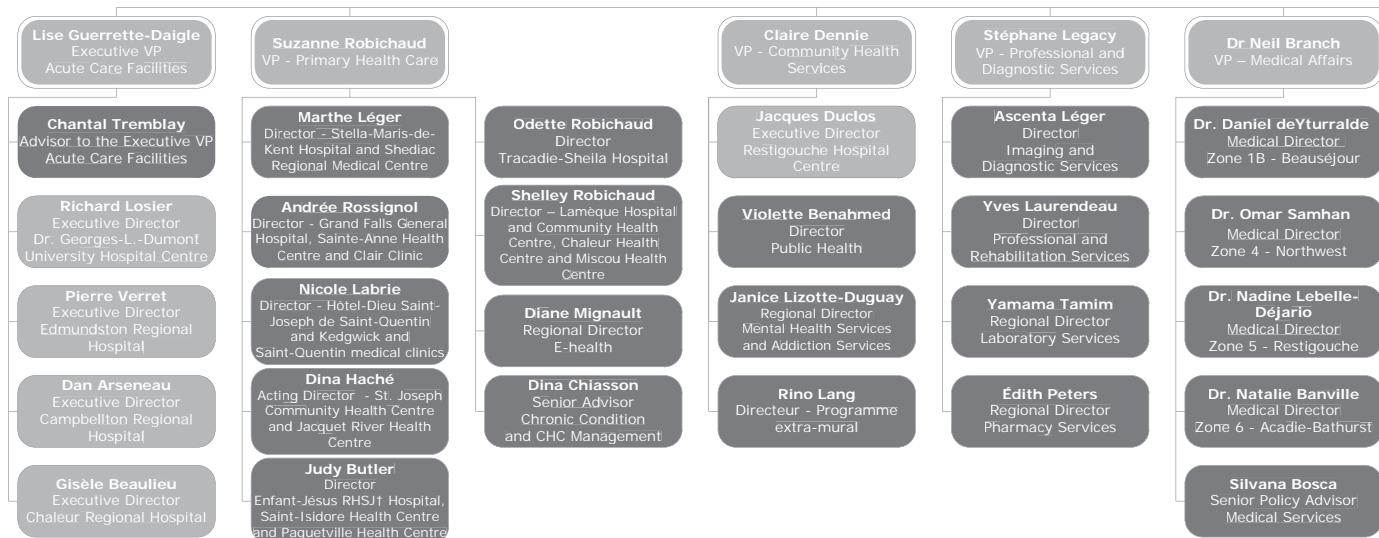 Lise Guerrette-Daigle
Executive VP
Acute Care Facilities
Chantal Tremblay
Advisor to the Executive VP
Acute Care Facilities
Richard Losier
Executive Director
Dr. Georges-L.-Dumont
University Hospital Centre
Pierre Verret
Executive Director
Edmundston Regional
Hospital
Dan Arseneau
Executive Director
Campbellton Regional
Hospital
Gisèle Beaulieu
Executive Director
Chaleur Regional Hospital
Suzanne Robichaud
VP - Primary Health Care
Marthe Léger
Director - Stella-Maris-de-
Kent Hospital and Shediac
Regional Medical Centre
Andrée Rossignol
Director - Grand Falls General
Hospital, Sainte-Anne Health
Centre and Clair Clinic
Nicole Labrie
Director - Hôtel-Dieu Saint-
Joseph de Saint-Quentin
and Kedgwick and
Saint-Quentin medical clinics
Dina Haché
Acting Director - St. Joseph
Community Health Centre
and Jacquet River Health
Centre
Judy Butler
Director
Enfant-Jésus RHSJ† Hospital,
Saint-Isidore Health Centre
and Paquetville Health Centre
Odette Robichaud
Director
Tracadie-Sheila Hospital
Shelley Robichaud
Director – Lamèque Hospital
and Community Health
Centre, Chaleur Health
Centre and Miscou Health
Centre
Diane Mignault
Regional Director
E-health
Dina Chiasson
Senior Advisor
Chronic Condition
and CHC Management
Claire Dennie
VP - Community Health
Services
Jacques Duclos
Executive Director
Restigouche Hospital
Centre
Violette Benahmed
Director
Public Health
Janice Lizotte-Duguay
Regional Director
Mental Health Services
and Addiction Services
Rino Lang
Directeur - Programme
extra-mural
Stéphane Legacy
VP - Professional and
Diagnostic Services
Ascenta Léger
Director
Imaging and
Diagnostic Services
Yves Laurendeau
Director
Professional and
Rehabilitation Services
Yamama Tamim
Regional Director
Laboratory Services
Édith Peters
Regional Director
Pharmacy Services
Dr Neil Branch
VP – Medical Affairs
Dr. Daniel deYturralde
Medical Director
Zone 1B - Beauséjour
Dr. Omar Samhan
Medical Director
Zone 4 - Northwest
Dr. Nadine Lebelle-
Déjario
Medical Director
Zone 5 - Restigouche
Dr. Natalie Banville
Medical Director
Zone 6 - Acadie-Bathurst
Silvana Bosca
Senior Policy Advisor
Medical Services